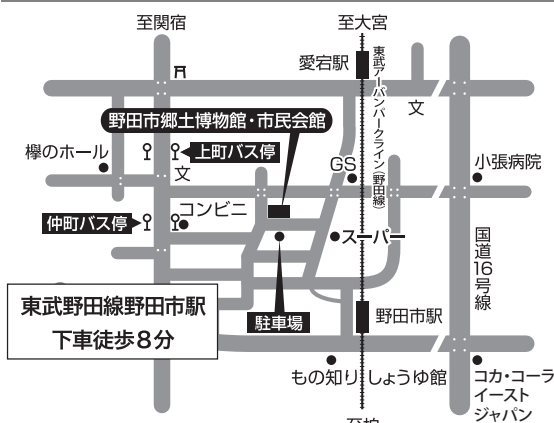 至関宿
至大宮
愛宕駅
東武アーバンパークライン(野田線)
文
野田市郷土博物館・市民会館
欅のホール
上町バス停
文
GS
小張病院
仲町バス停
コンビニ
スーパー
国道16号線
東武野田線野田市駅
下車徒歩8分
駐車場
野田市駅
もの知りしょうゆ館
コカ・コーラ
イースト
ジャパン
至柏